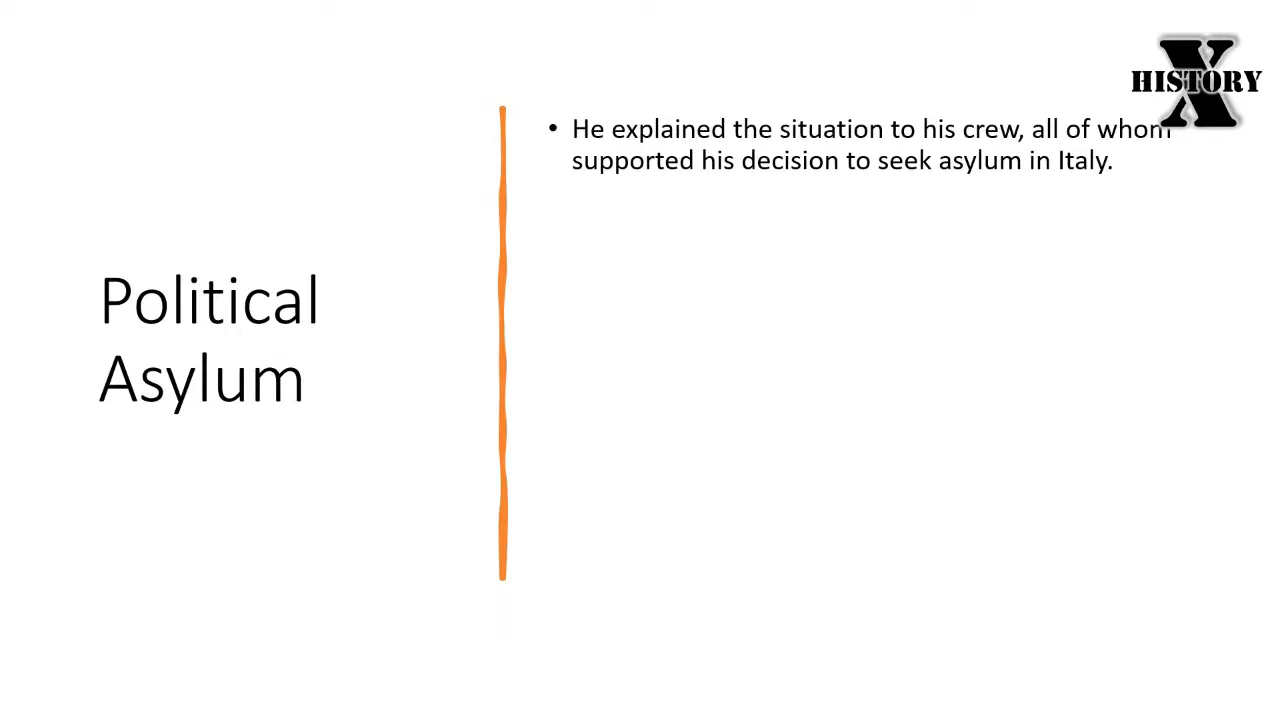 X
HISTORY
• He explained the situation to his crew, all of whom
supported his decision to seek asylum in Italy.
Political
Asylum